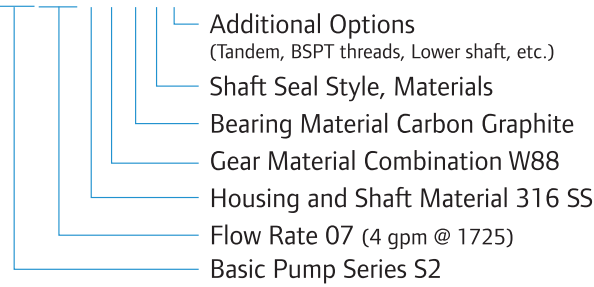 Additional Options
(Tandem, BSPT threads, Lower shaft, etc.)
Shaft Seal Style, Materials
Bearing Material Carbon Graphite
Gear Material Combination W88
Housing and Shaft Material 316 SS
Flow Rate 07 (4 gpm @ 1725)
Basic Pump Series S2